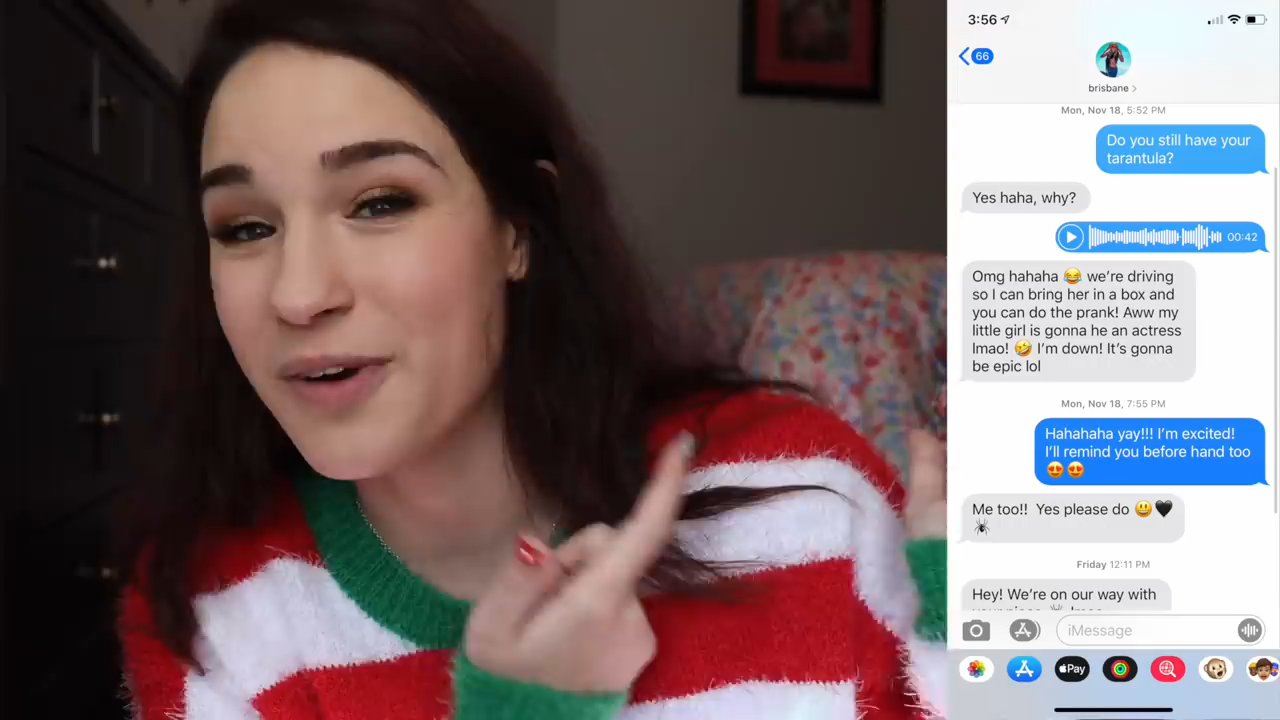 3:56
66
brisbane
Mon, Nov 18, 5:52 PM
Do you still have your
tarantula?
Yes haha, why?
00:42
Omg hahaha 😂 we're driving
so I can bring her in a box and
you can do the prank! Aww my
little girl is gonna he an actress
lmao! 🤣 I'm down! It's gonna
be epic lol
Mon, Nov 18, 7:55 PM
Hahahaha yay!!! I'm excited!
I'll remind you before hand too
😍😍
Me too!! Yes please do 😃🖤
🕷
Friday 12:11 PM
Hey! We're on our way with
iMessage
Pay